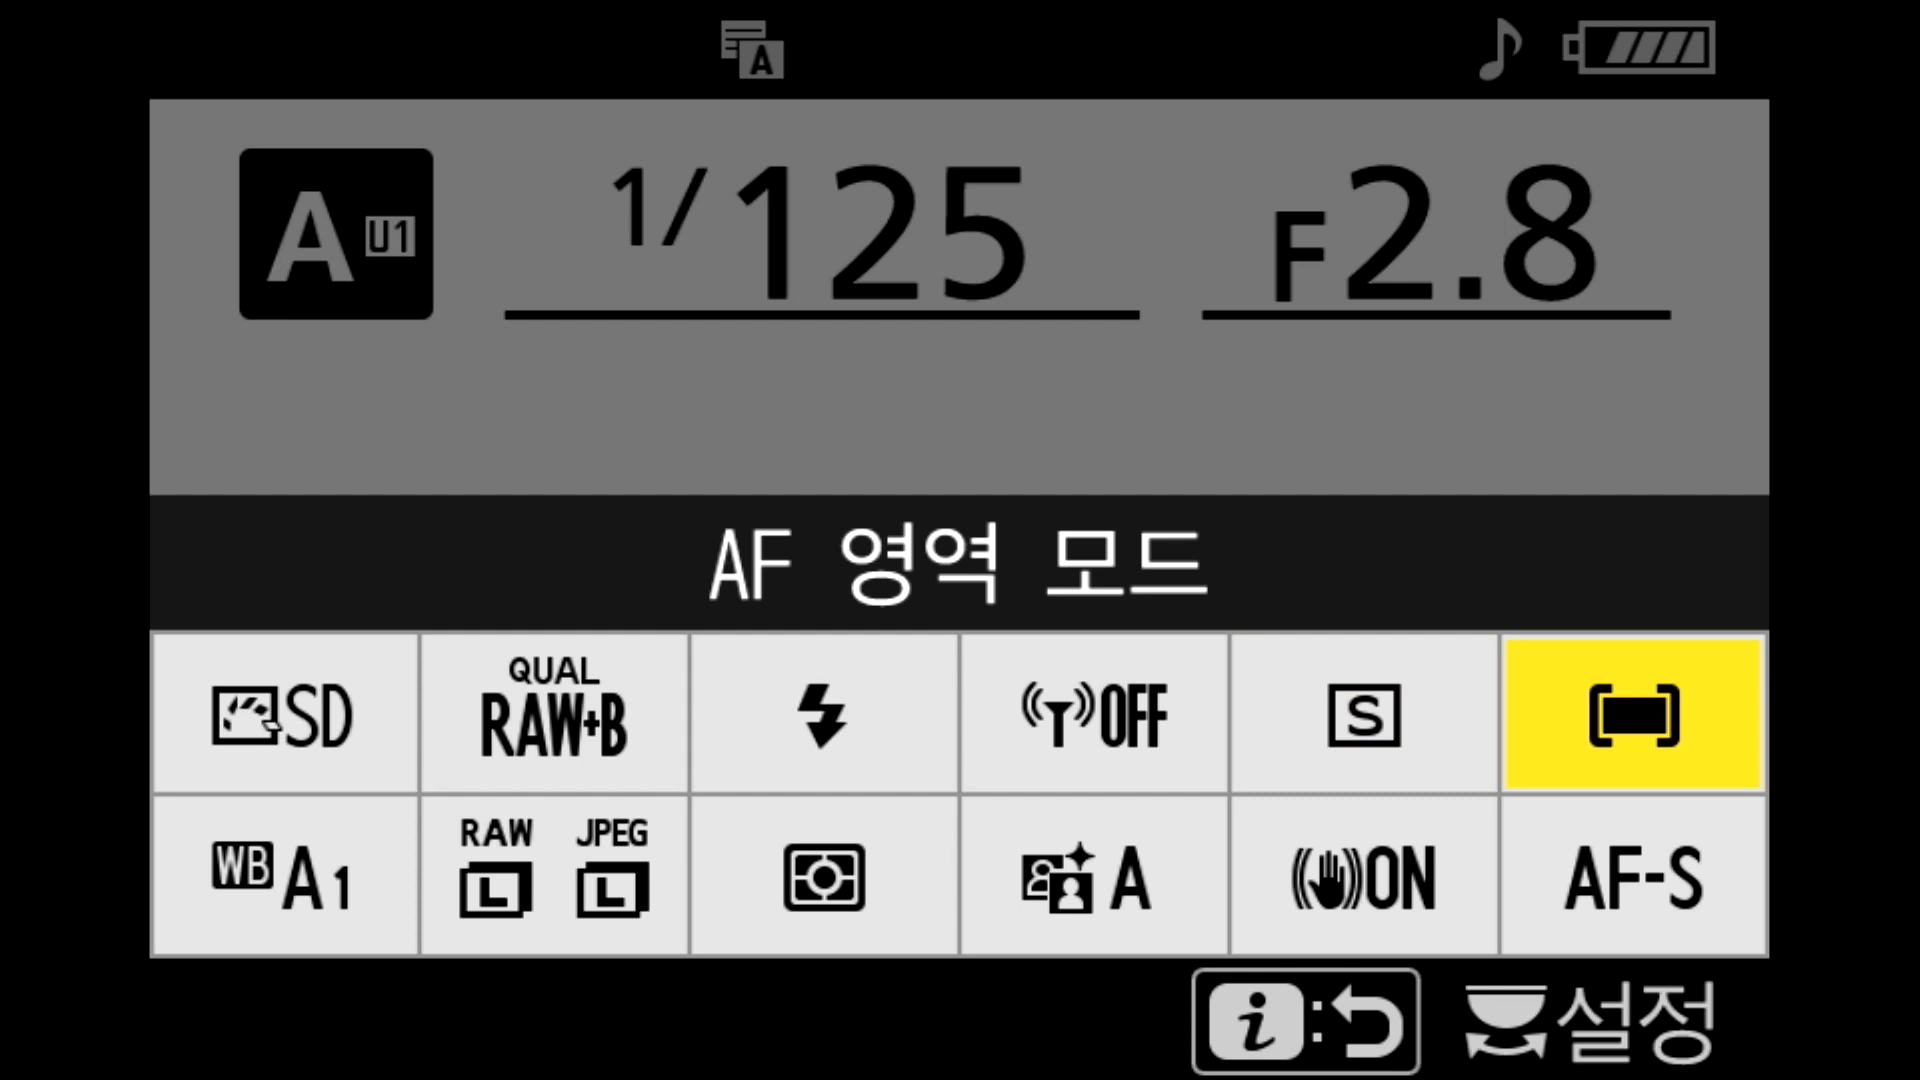 A
A U1 1/125 F2.8
AF 영역 모드
SD QUAL RAW+B OFF S
WB A1 RAW L JPEG L A ON AF-S
i : 설정